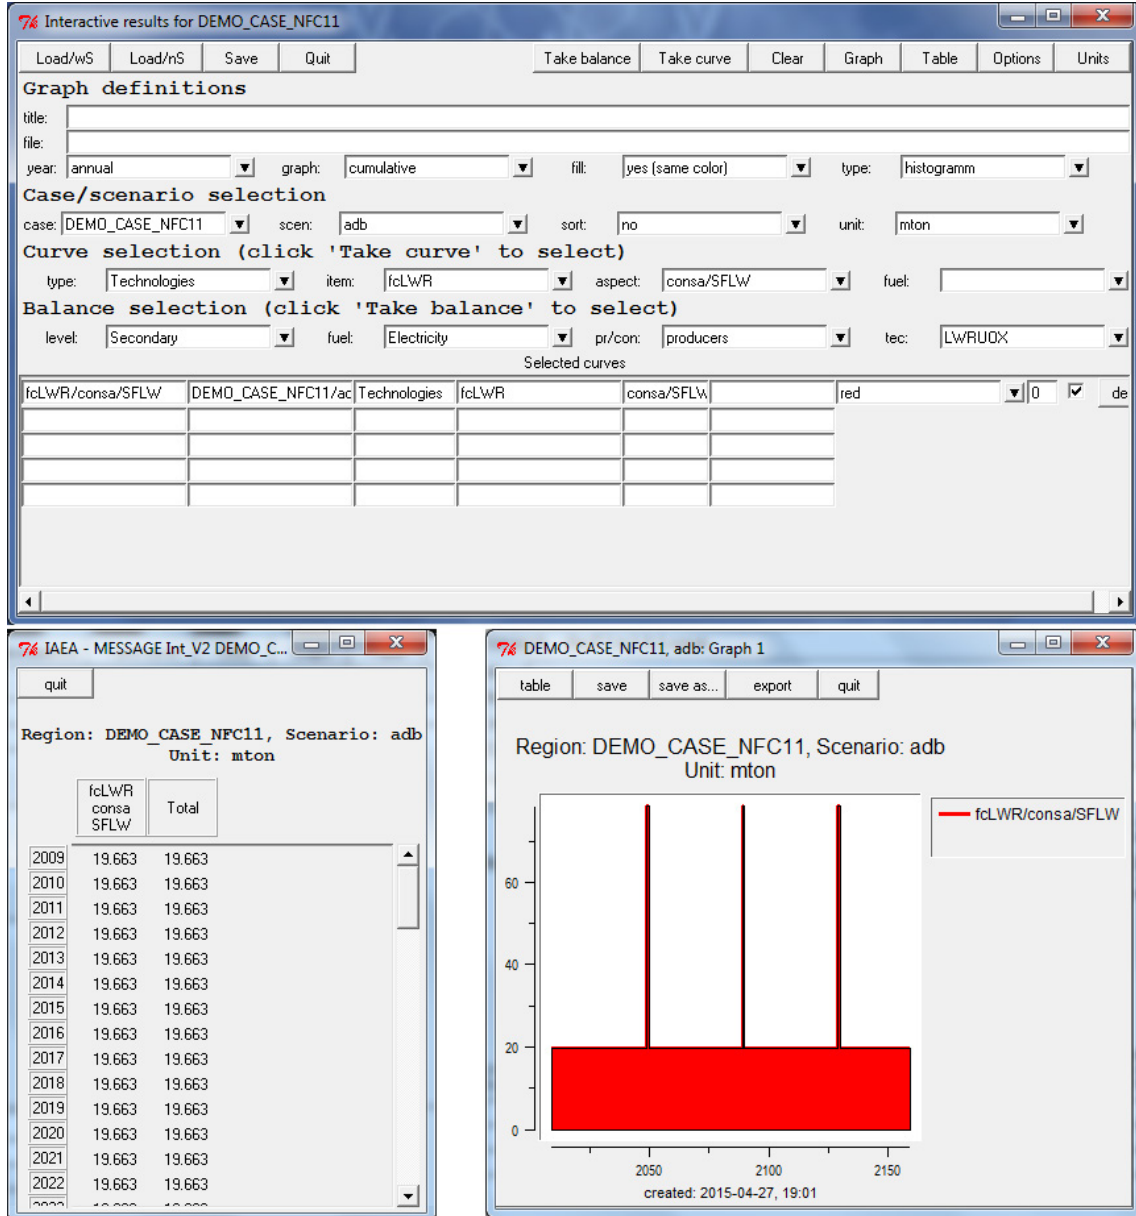 Interactive results for DEMO_CASE_NFC11
Load/wS Load/nS Save Quit Take balance Take curve Clear Graph Table Options Units
Graph definitions
title:
file:
year: annual graph: cumulative fill: yes (same color) type: histogramm
Case/scenario selection
case: DEMO_CASE_NFC11 scen: adb sort: no unit: mton
Curve selection (click 'Take curve' to select)
type: Technologies item: fcLWR aspect: consa/SFLW fuel:
Balance selection (click 'Take balance' to select)
level: Secondary fuel: Electricity pr/con: producers tec: LWRUOX
Selected curves
fcLWR/consa/SFLW DEMO_CASE_NFC11/ac Technologies fcLWR consa/SFLW red 0 de
IAEA - MESSAGE Int_V2 DEMO_C...
quit
Region: DEMO_CASE_NFC11, Scenario: adb
Unit: mton
fcLWR
consa
SFLW
Total
2009 19.663 19.663
2010 19.663 19.663
2011 19.663 19.663
2012 19.663 19.663
2013 19.663 19.663
2014 19.663 19.663
2015 19.663 19.663
2016 19.663 19.663
2017 19.663 19.663
2018 19.663 19.663
2019 19.663 19.663
2020 19.663 19.663
2021 19.663 19.663
2022 19.663 19.663
DEMO_CASE_NFC11, adb: Graph 1
table save save as... export quit
Region: DEMO_CASE_NFC11, Scenario: adb
Unit: mton
fcLWR/consa/SFLW
60
40
20
0
2050 2100 2150
created: 2015-04-27, 19:01